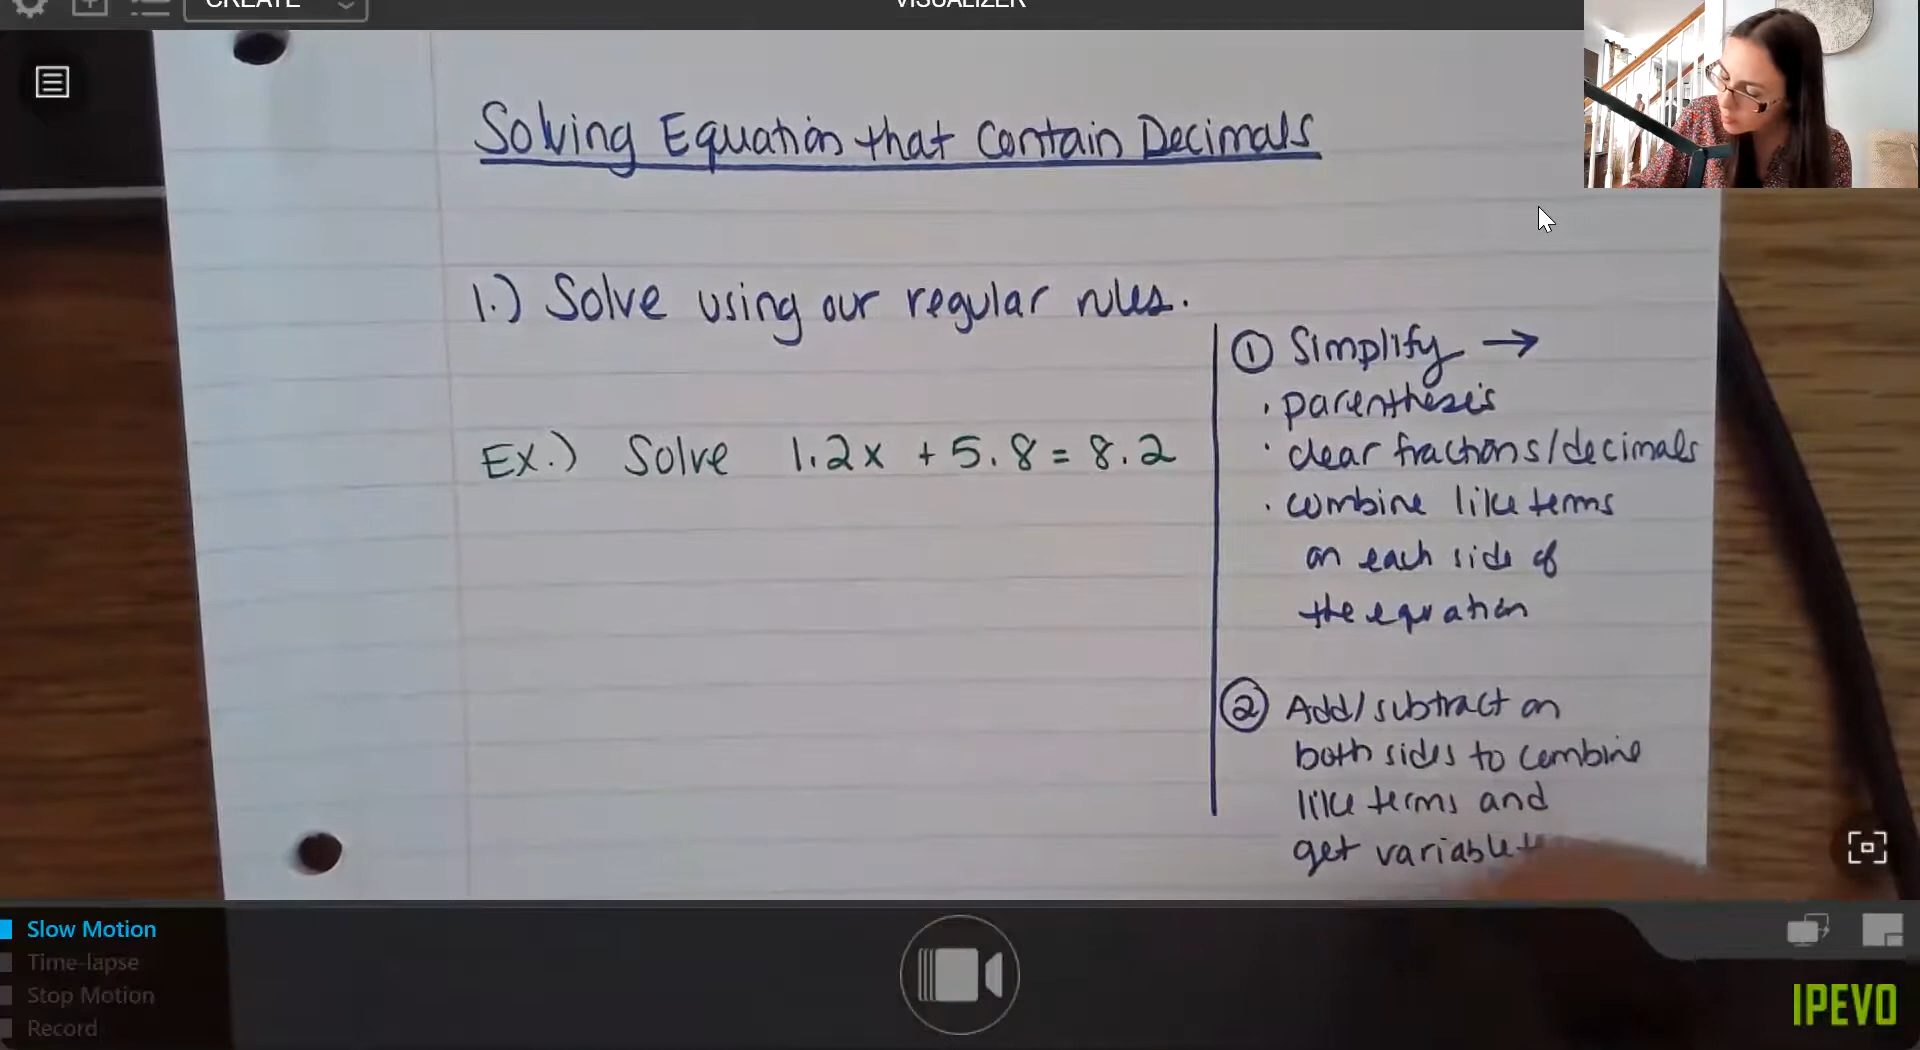 CREATE
VISUALIZER
Solving Equation that Contain Decimals
1.) Solve using our regular rules.
Ex.) Solve 1.2x + 5.8 = 8.2
① Simplify →
· parenthesis
· clear fractions/decimals
· combine like terms
on each side of
the equation
② Add/subtract on
both sides to combine
like terms and
get variable
Slow Motion
Time-lapse
Stop Motion
Record
IPEVO